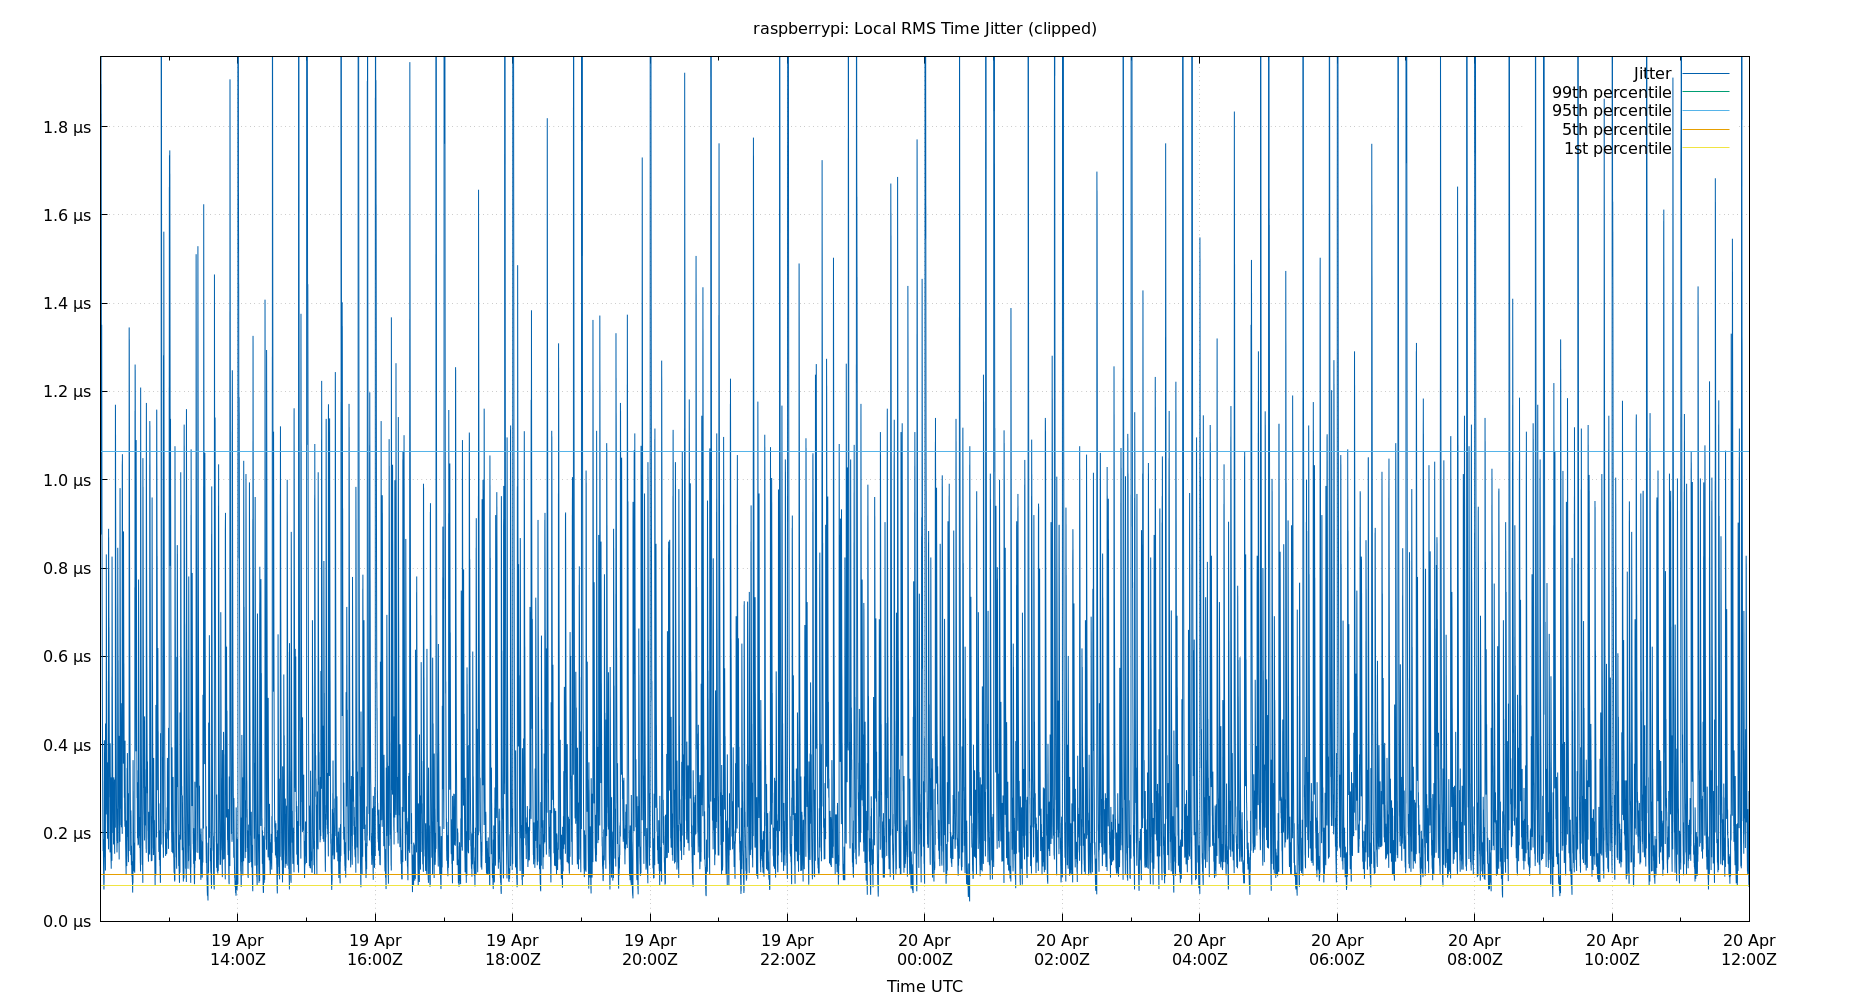 raspberrypi: Local RMS Time Jitter (clipped)
Jitter
99th percentile
95th percentile
5th percentile
1st percentile
1.8 µs
1.6 µs
1.4 µs
1.2 µs
1.0 µs
0.8 µs
0.6 µs
0.4 µs
0.2 µs
0.0 µs
19 Apr 19 Apr 19 Apr 19 Apr 19 Apr 20 Apr 20 Apr 20 Apr 20 Apr 20 Apr 20 Apr 20 Apr
14:00Z 16:00Z 18:00Z 20:00Z 22:00Z 00:00Z 02:00Z 04:00Z 06:00Z 08:00Z 10:00Z 12:00Z
Time UTC